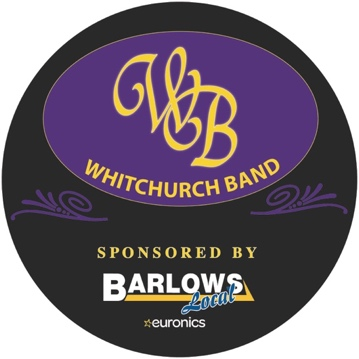 WB
WHITCHURCH BAND
SPONSORED BY
BARLOWS
Local
euronics